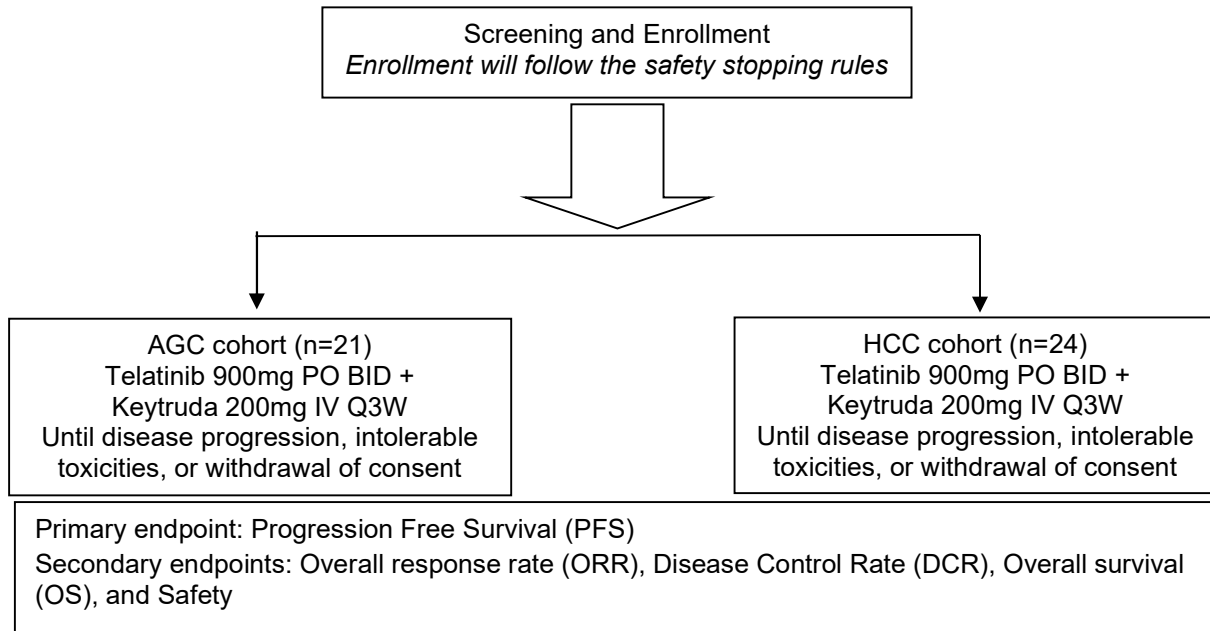 Screening and Enrollment
Enrollment will follow the safety stopping rules
AGC cohort (n=21)
Telatinib 900mg PO BID +
Keytruda 200mg IV Q3W
Until disease progression, intolerable
toxicities, or withdrawal of consent
HCC cohort (n=24)
Telatinib 900mg PO BID +
Keytruda 200mg IV Q3W
Until disease progression, intolerable
toxicities, or withdrawal of consent
Primary endpoint: Progression Free Survival (PFS)
Secondary endpoints: Overall response rate (ORR), Disease Control Rate (DCR), Overall survival
(OS), and Safety